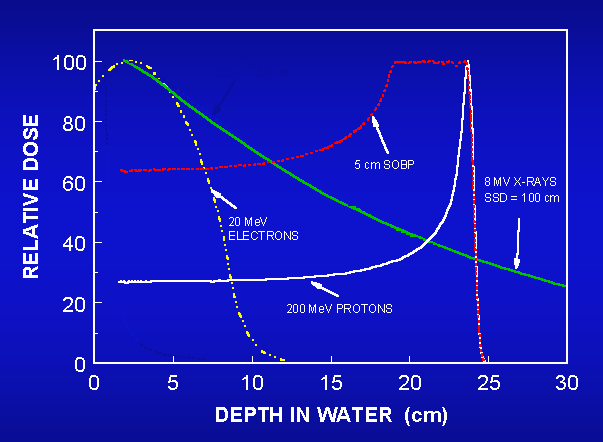 RELATIVE DOSE
100
80
60
40
20
0
5 cm SOBP
8 MV X-RAYS
SSD = 100 cm
20 MeV
ELECTRONS
200 MeV PROTONS
0 5 10 15 20 25 30
DEPTH IN WATER (cm)